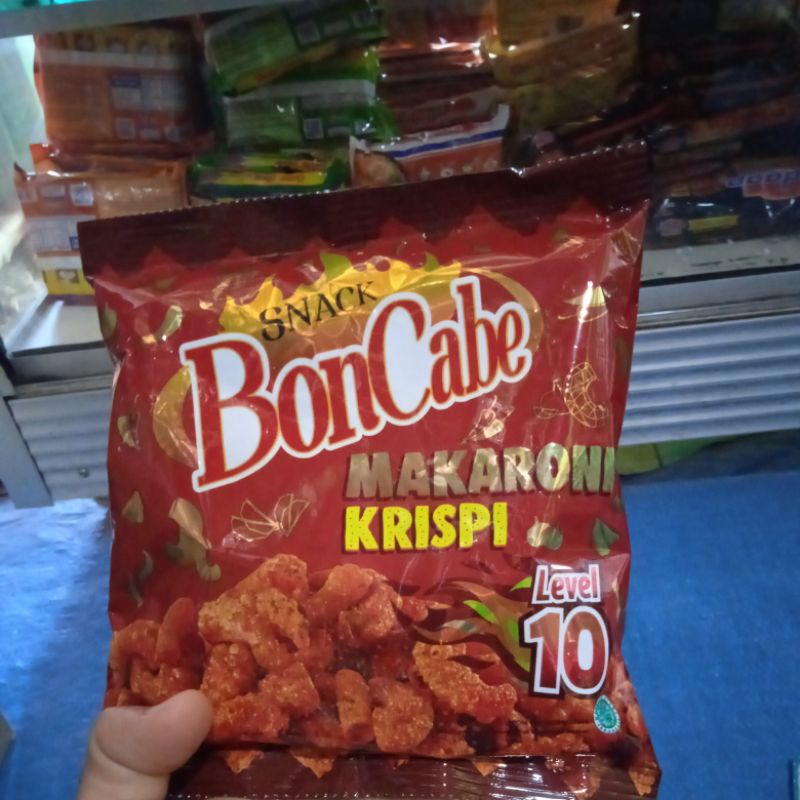 SNACK
BonCabe
MAKARONI
KRISPI
Level
10